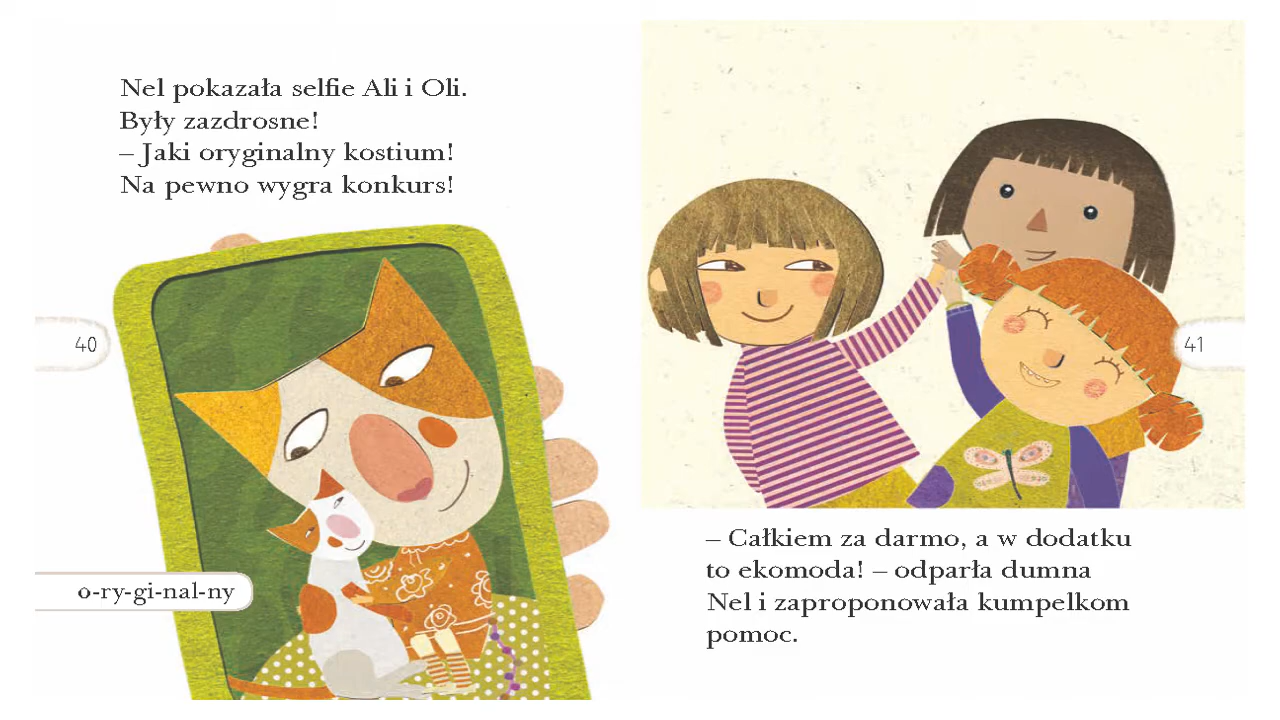 Nel pokazała selfie Ali i Oli.
Były zazdrosne!
– Jaki oryginalny kostium!
Na pewno wygra konkurs!
40
o-ry-gi-nal-ny
41
– Całkiem za darmo, a w dodatku
to ekomoda! – odparła dumna
Nel i zaproponowała kumpelkom
pomoc.